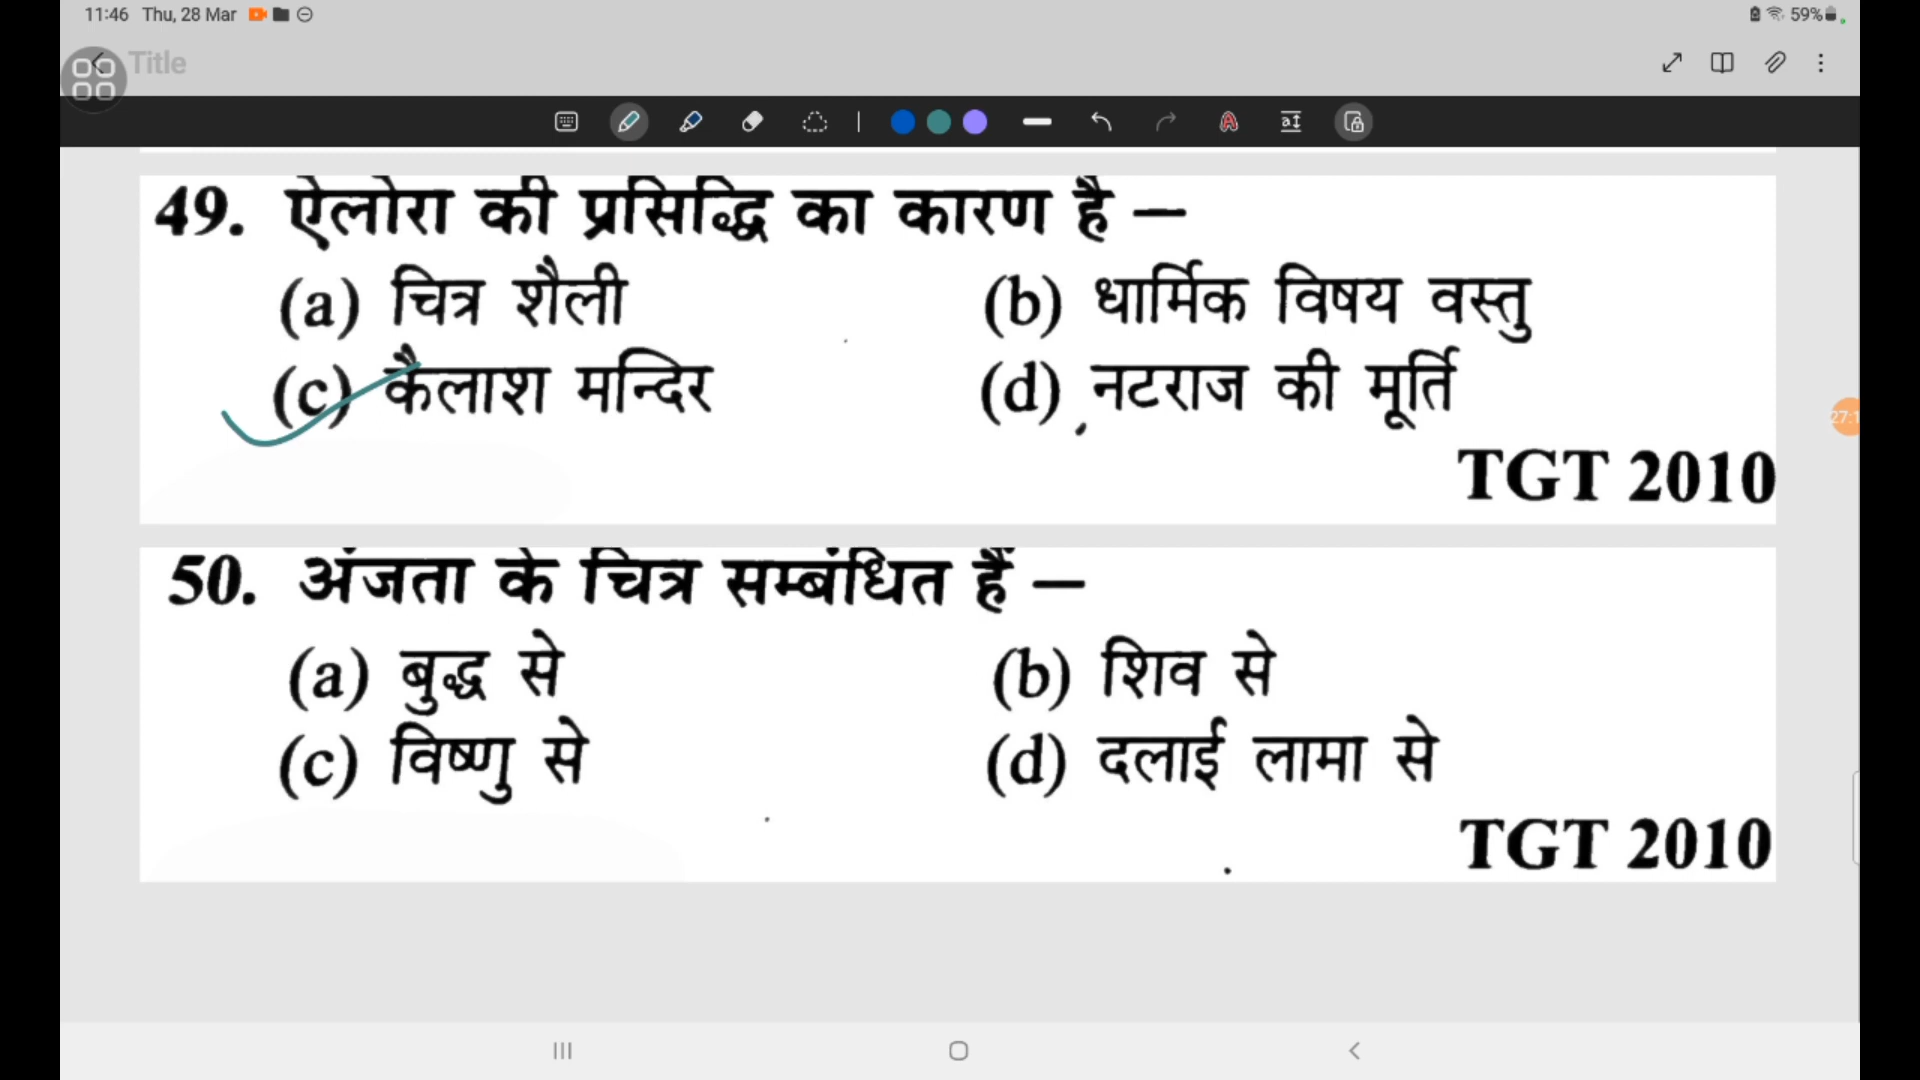 11:46 Thu, 28 Mar 59%
Title
49. ऐलोरा की प्रसिद्धि का कारण है –
(a) चित्र शैली (b) धार्मिक विषय वस्तु
(c) कैलाश मन्दिर (d) नटराज की मूर्ति
TGT 2010
50. अंजता के चित्र सम्बंधित हैं –
(a) बुद्ध से (b) शिव से
(c) विष्णु से (d) दलाई लामा से
TGT 2010